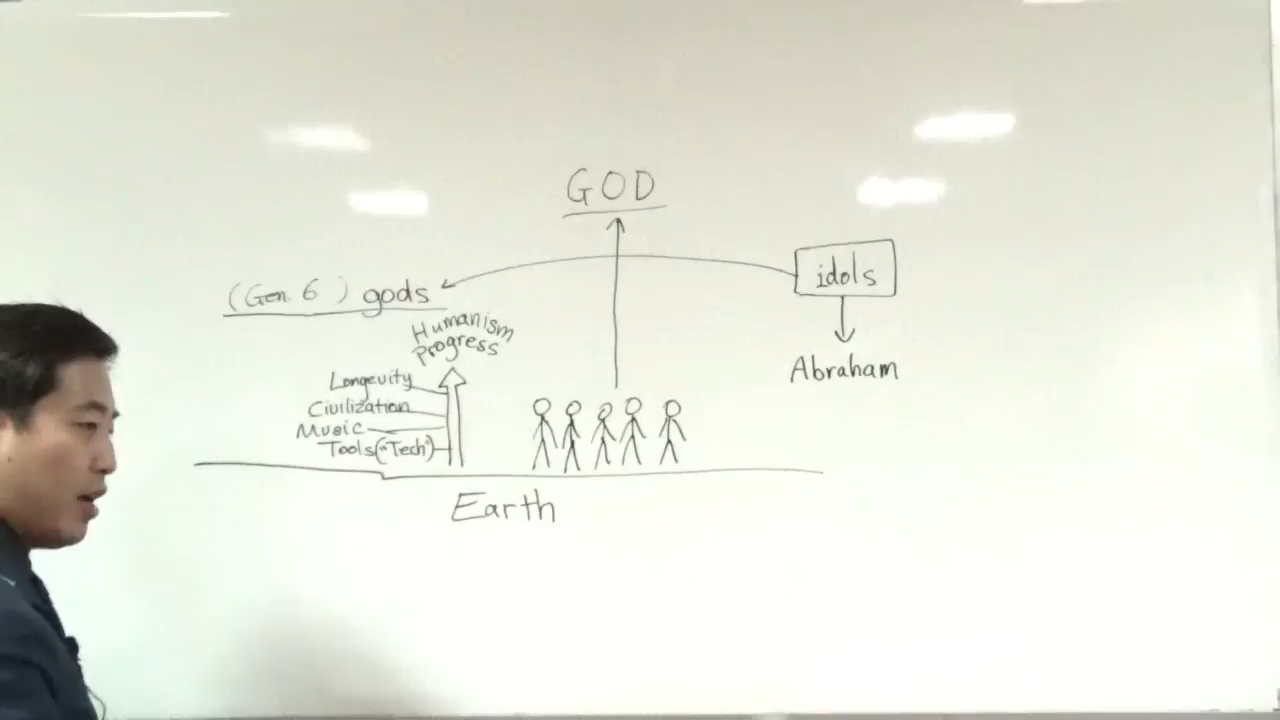 GOD
(Gen. 6) gods
idols
Humanism
Progress
Abraham
Longevity
Civilization
Music
Tools("Tech")
Earth